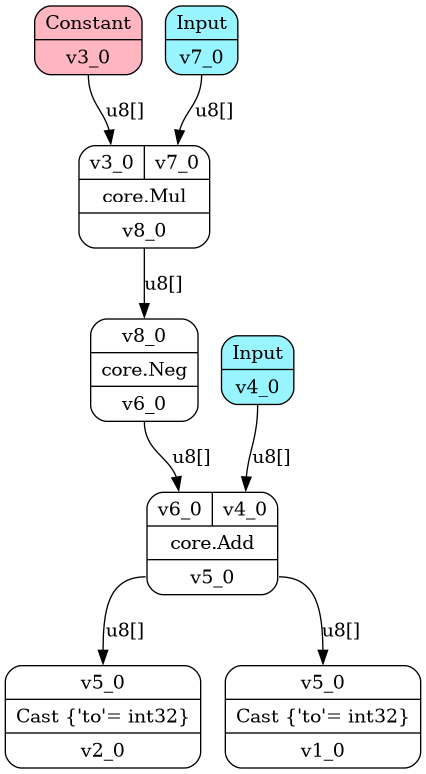 Constant
v3_0
Input
v7_0
u8[]
u8[]
v3_0 v7_0
core.Mul
v8_0
u8[]
v8_0
core.Neg
v6_0
Input
v4_0
u8[]
u8[]
v6_0 v4_0
core.Add
v5_0
u8[]
u8[]
v5_0
Cast {'to'= int32}
v2_0
v5_0
Cast {'to'= int32}
v1_0